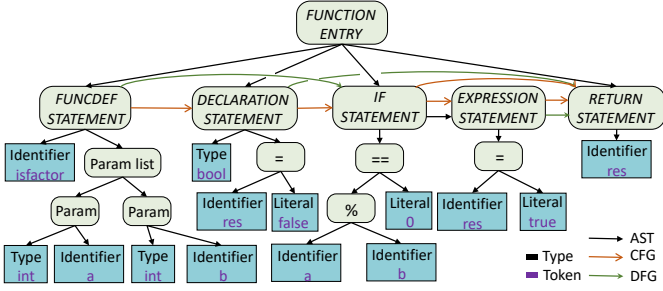 FUNCTION
ENTRY
FUNCDEF
STATEMENT
DECLARATION
STATEMENT
IF
STATEMENT
EXPRESSION
STATEMENT
RETURN
STATEMENT
Identifier
isfactor
Param list
Type
bool
=
==
=
Identifier
res
Param
Param
Identifier
res
Literal
false
%
Literal
0
Identifier
res
Literal
true
Type
int
Identifier
a
Type
int
Identifier
b
Identifier
a
Identifier
b
Type
Token
AST
CFG
DFG